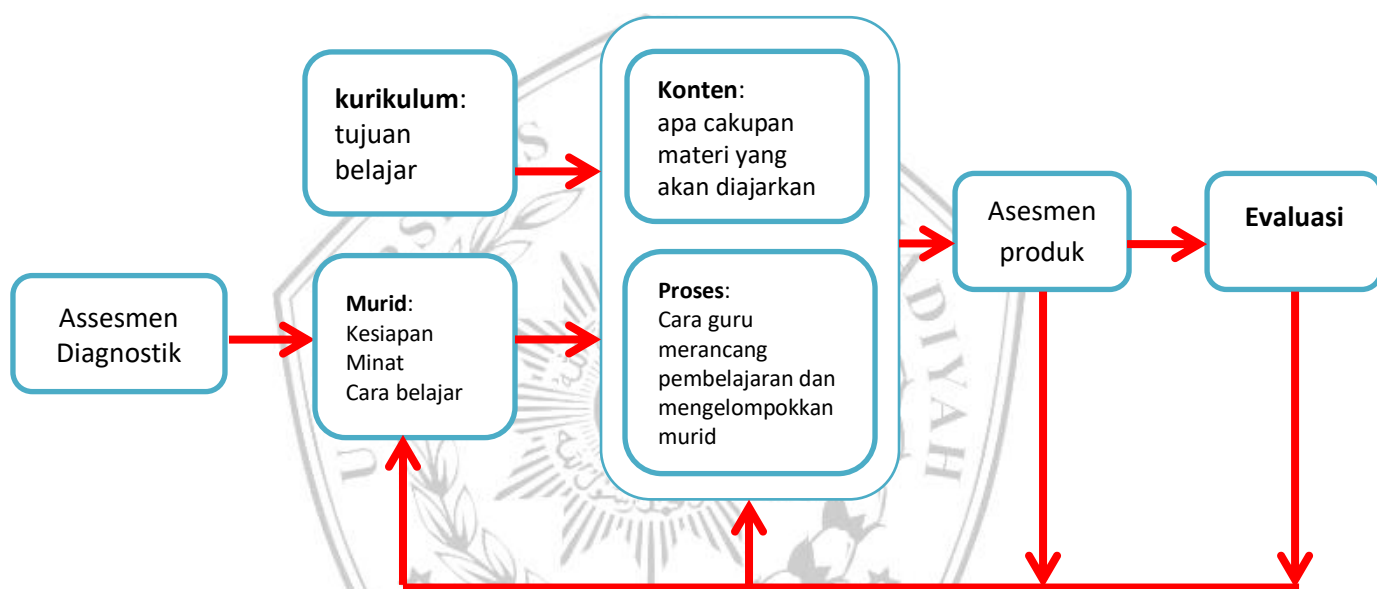 kurikulum:
tujuan
belajar
Konten:
apa cakupan
materi yang
akan diajarkan
Asesmen
produk
Evaluasi
Assesmen
Diagnostik
Murid:
Kesiapan
Minat
Cara belajar
Proses:
Cara guru
merancang
pembelajaran dan
mengelompokkan
murid
DIYAH